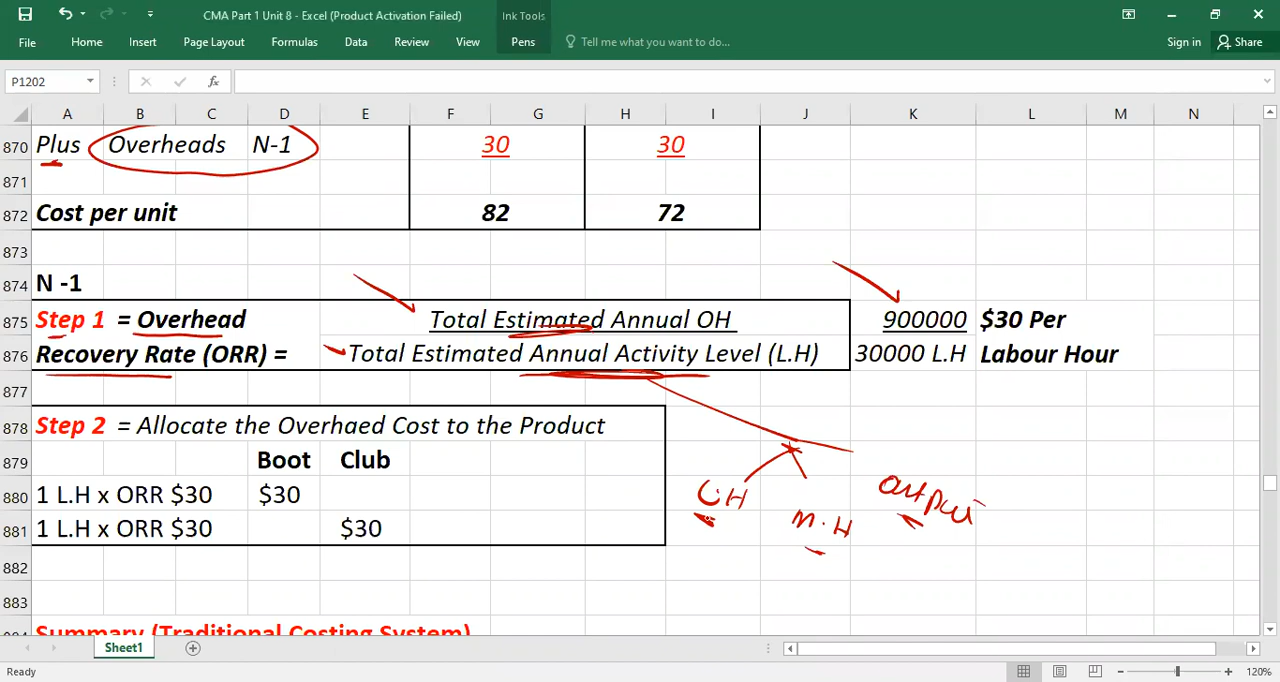 CMA Part 1 Unit 8 - Excel (Product Activation Failed)
Ink Tools
File Home Insert Page Layout Formulas Data Review View Pens Tell me what you want to do... Sign in Share
P1202 fx
A B C D E F G H I J K L M N
870 Plus Overheads N-1 30 30
871
872 Cost per unit 82 72
873
874 N -1
875 Step 1 = Overhead Total Estimated Annual OH 900000 $30 Per
876 Recovery Rate (ORR) = Total Estimated Annual Activity Level (L.H) 30000 L.H Labour Hour
877
878 Step 2 = Allocate the Overhaed Cost to the Product
879 Boot Club
880 1 L.H x ORR $30 $30
L.H
output
881 1 L.H x ORR $30 $30
M.H
882
883
Summary (Traditional Costing System)
Sheet1
Ready 120%